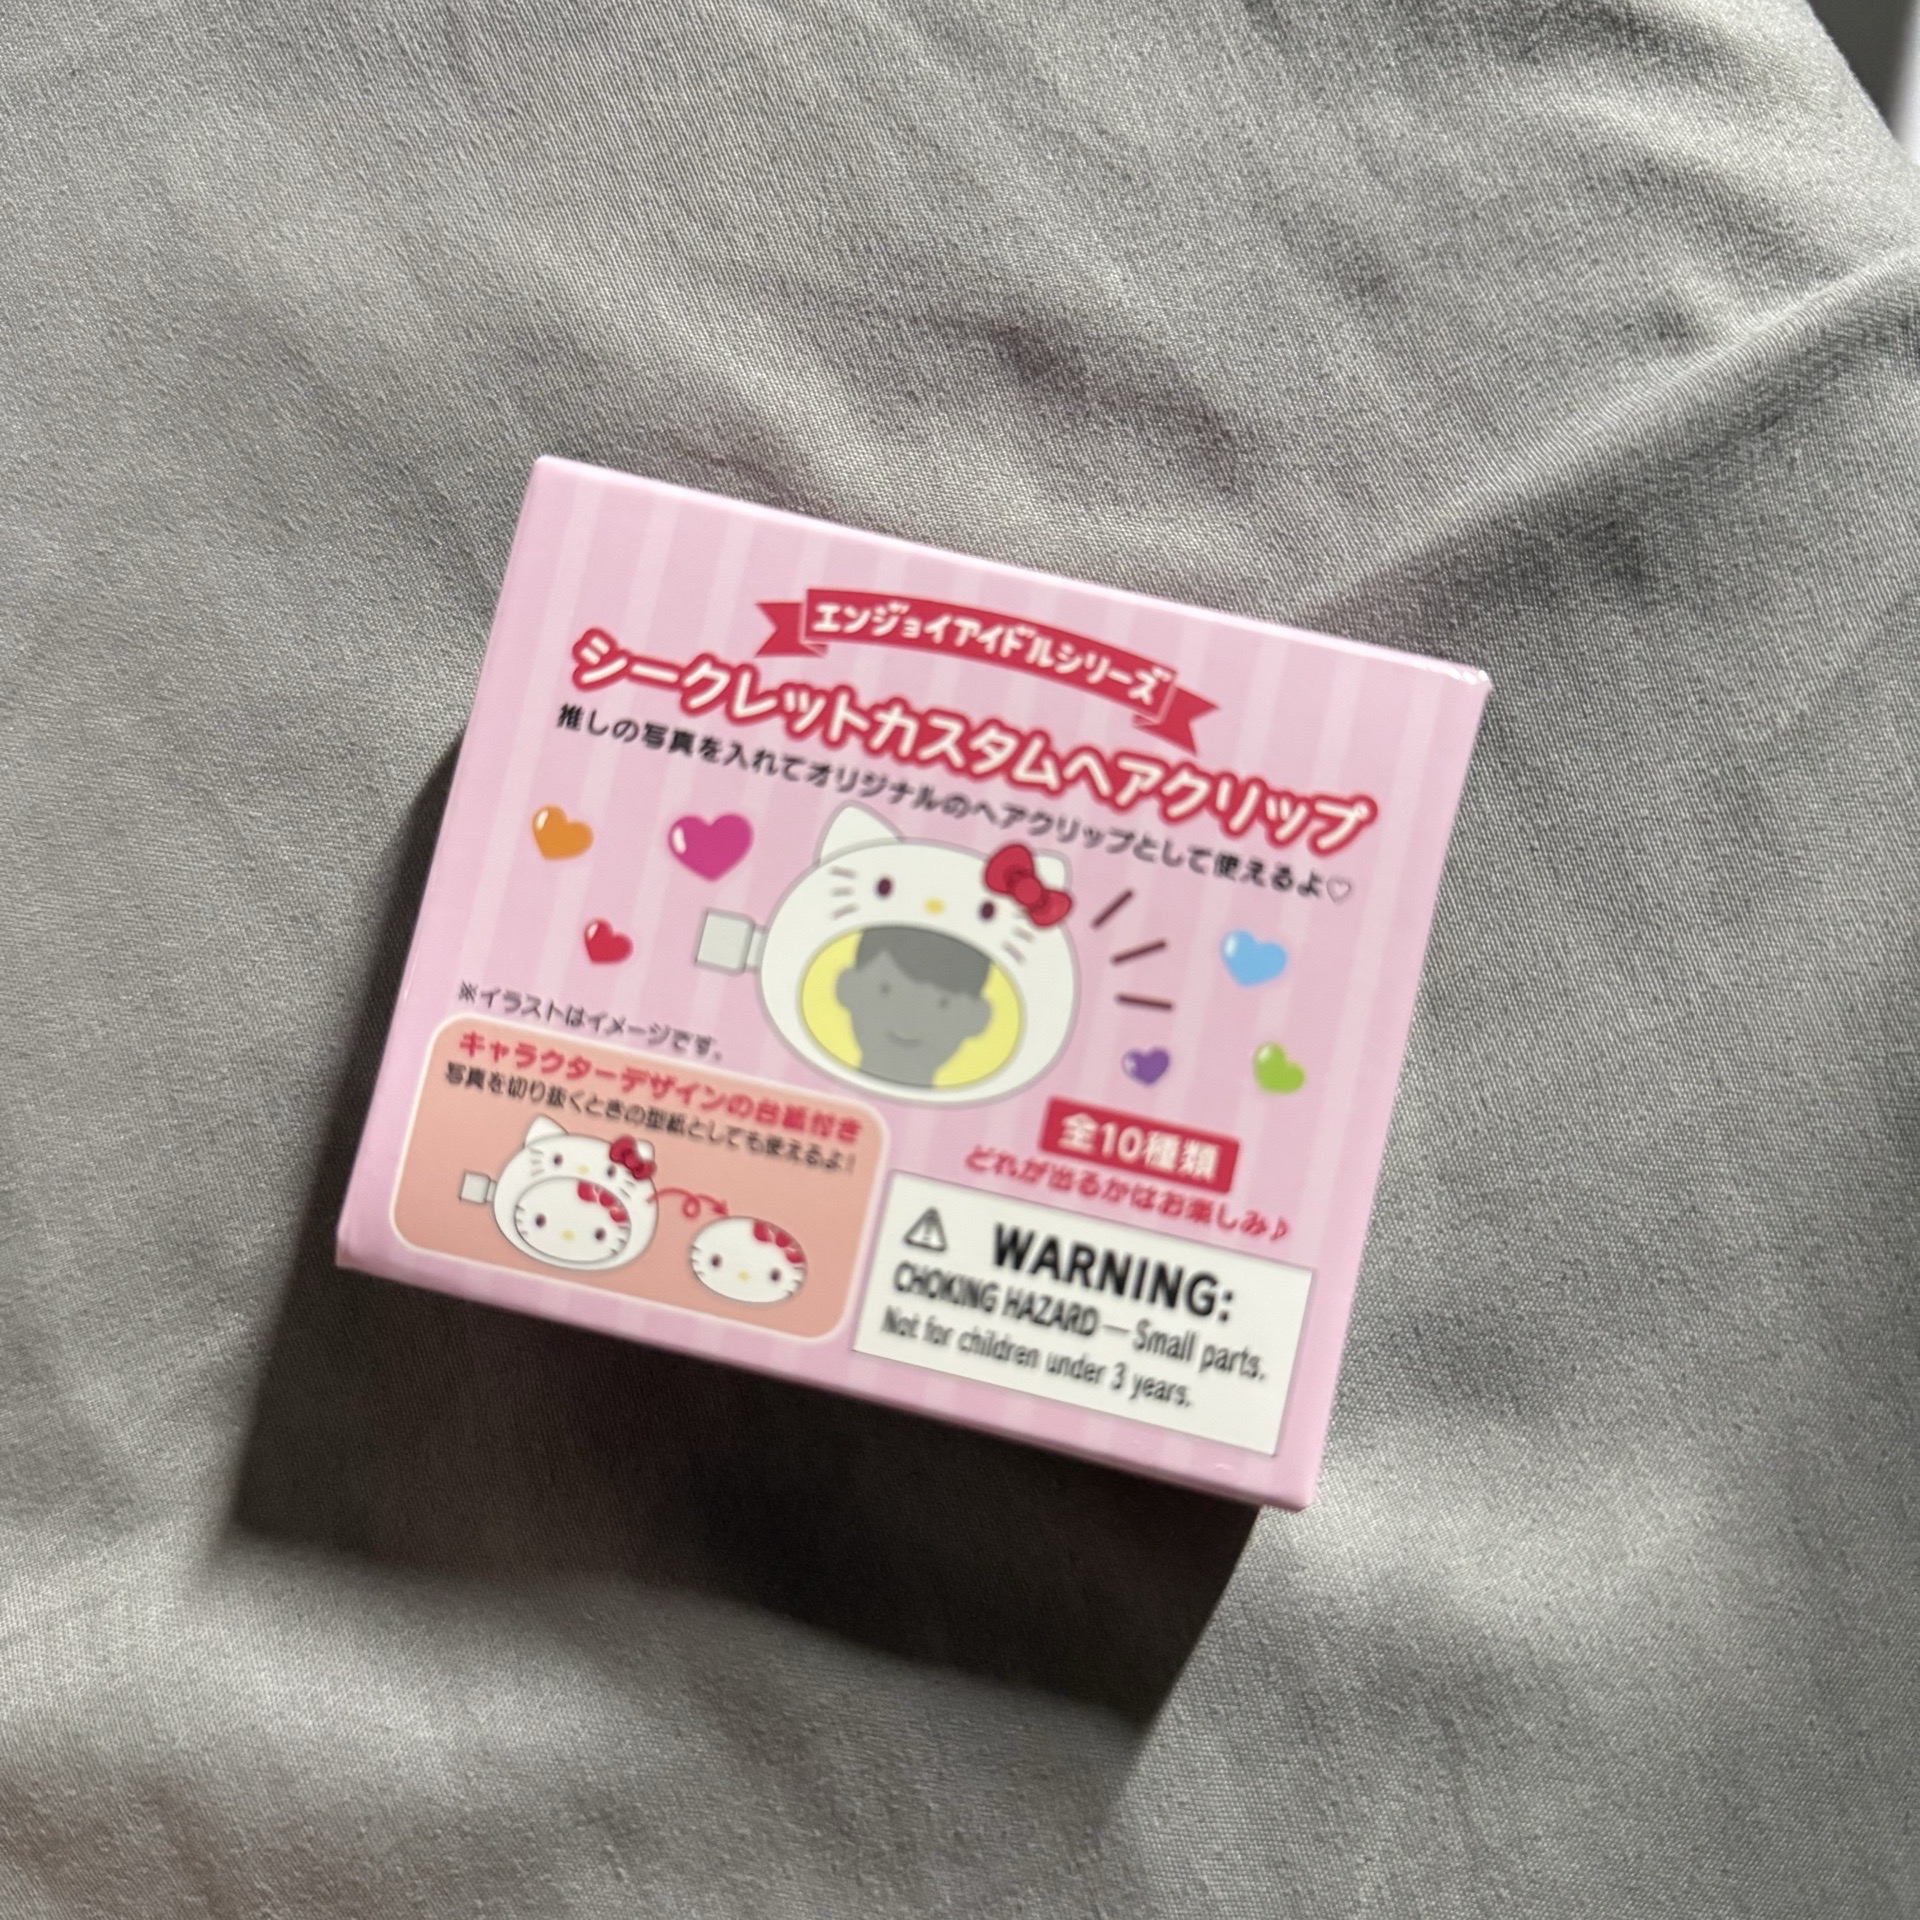 エンジョイアイドルシリーズ
シークレットカスタムヘアクリップ
推しの写真を入れてオリジナルのヘアクリップとして使えるよ♡
※イラストはイメージです。
キャラクターデザインの台紙付き
写真を切り抜くときの型紙としても使えるよ!
全10種類
どれが出るかはお楽しみ♪
WARNING:
CHOKING HAZARD — Small parts.
Not for children under 3 years.